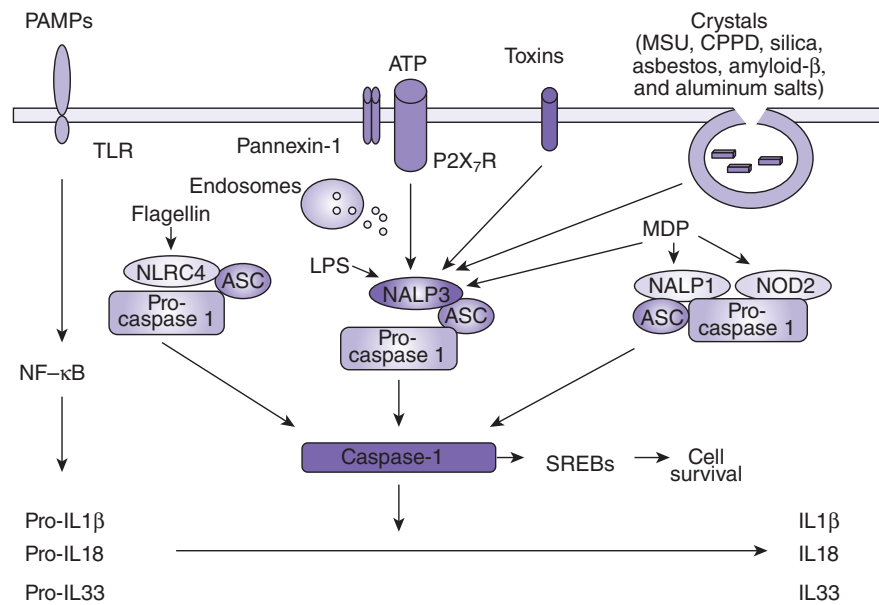 PAMPs
ATP
Toxins
Crystals
(MSU, CPPD, silica,
asbestos, amyloid-β,
and aluminum salts)
TLR
Pannexin-1
P2X₇R
Endosomes
Flagellin
MDP
LPS
NLRC4
ASC
Pro-
caspase 1
NALP3
ASC
Pro-
caspase 1
NALP1
NOD2
ASC
Pro-
caspase 1
NF–κB
Caspase-1
SREBs
Cell
survival
Pro-IL1β
IL1β
Pro-IL18
IL18
Pro-IL33
IL33